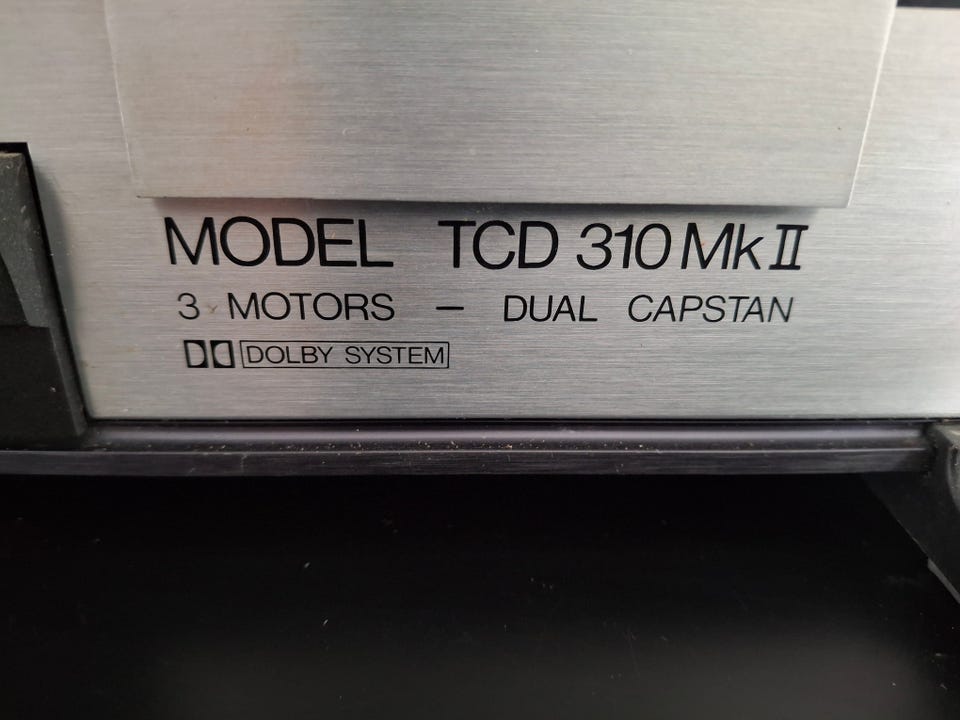 MODEL TCD 310 Mk II
3 MOTORS — DUAL CAPSTAN
DOLBY SYSTEM